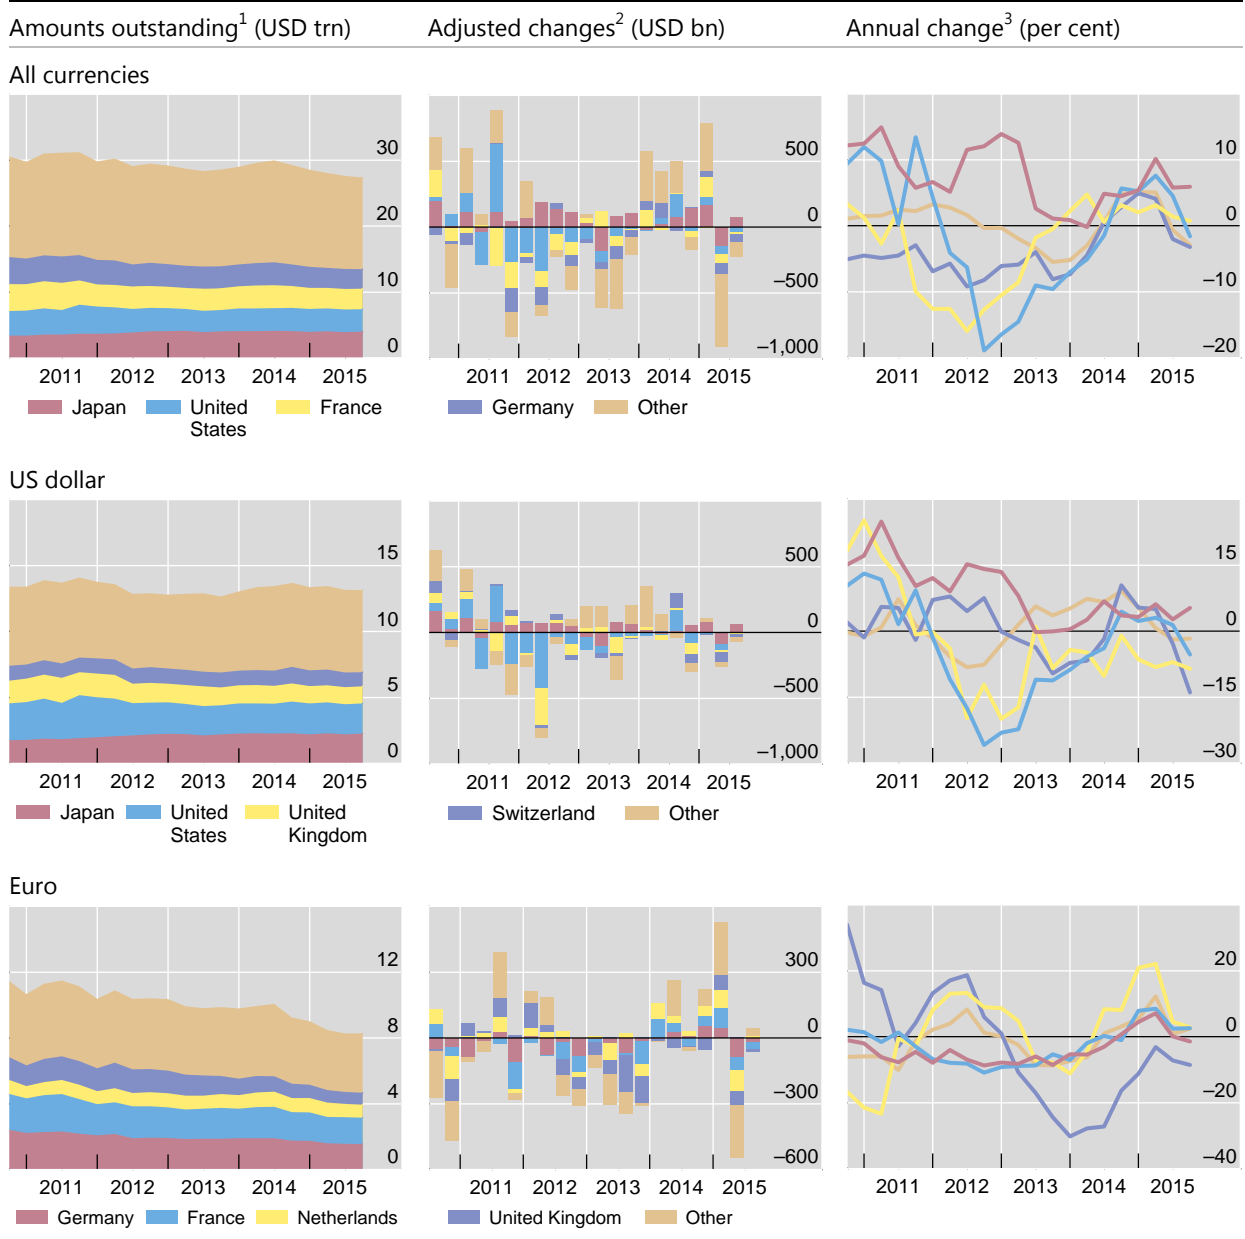 Amounts outstanding1 (USD trn) Adjusted changes2 (USD bn) Annual change3 (per cent)
All currencies
30
20
10
0
2011 2012 2013 2014 2015
500
0
–500
–1,000
2011 2012 2013 2014 2015
10
0
–10
–20
2011 2012 2013 2014 2015
Japan United States France Germany Other
US dollar
15
10
5
0
2011 2012 2013 2014 2015
500
0
–500
–1,000
2011 2012 2013 2014 2015
15
0
–15
–30
2011 2012 2013 2014 2015
Japan United States United Kingdom Switzerland Other
Euro
12
8
4
0
2011 2012 2013 2014 2015
300
0
–300
–600
2011 2012 2013 2014 2015
20
0
–20
–40
2011 2012 2013 2014 2015
Germany France Netherlands United Kingdom Other